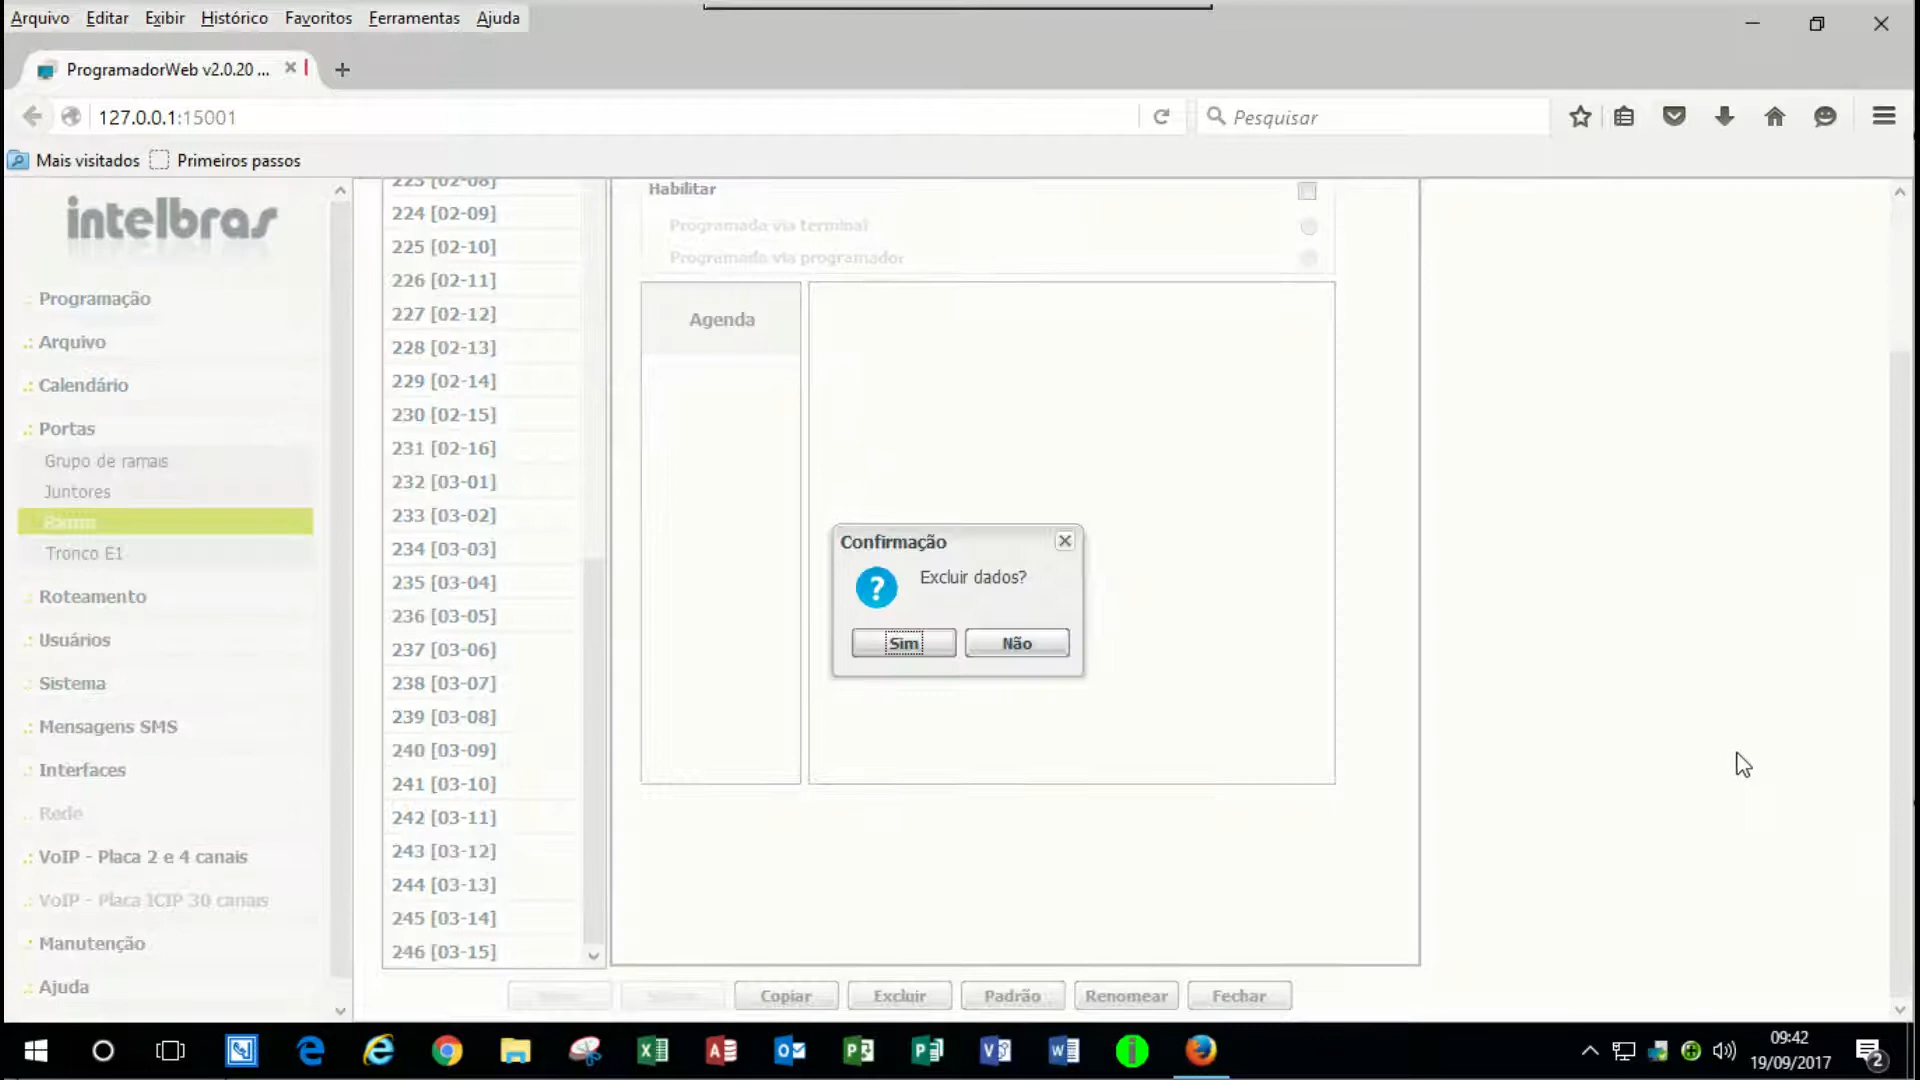 Arquivo Editar Exibir Histórico Favoritos Ferramentas Ajuda
ProgramadorWeb v2.0.20 ...
127.0.0.1:15001
Pesquisar
Mais visitados Primeiros passos
intelbras
Programação
Arquivo
Calendário
Portas
Grupo de ramais
Juntores
Ramais
Tronco E1
Roteamento
Usuários
Sistema
Mensagens SMS
Interfaces
Rede
VoIP - Placa 2 e 4 canais
VoIP - Placa ICIP 30 canais
Manutenção
Ajuda
223 [02-08]
224 [02-09]
225 [02-10]
226 [02-11]
227 [02-12]
228 [02-13]
229 [02-14]
230 [02-15]
231 [02-16]
232 [03-01]
233 [03-02]
234 [03-03]
235 [03-04]
236 [03-05]
237 [03-06]
238 [03-07]
239 [03-08]
240 [03-09]
241 [03-10]
242 [03-11]
243 [03-12]
244 [03-13]
245 [03-14]
246 [03-15]
Habilitar
Programada via terminal
Programada via programador
Agenda
Confirmação
Excluir dados?
Sim Não
Copiar Excluir Padrão Renomear Fechar
09:42
19/09/2017
2